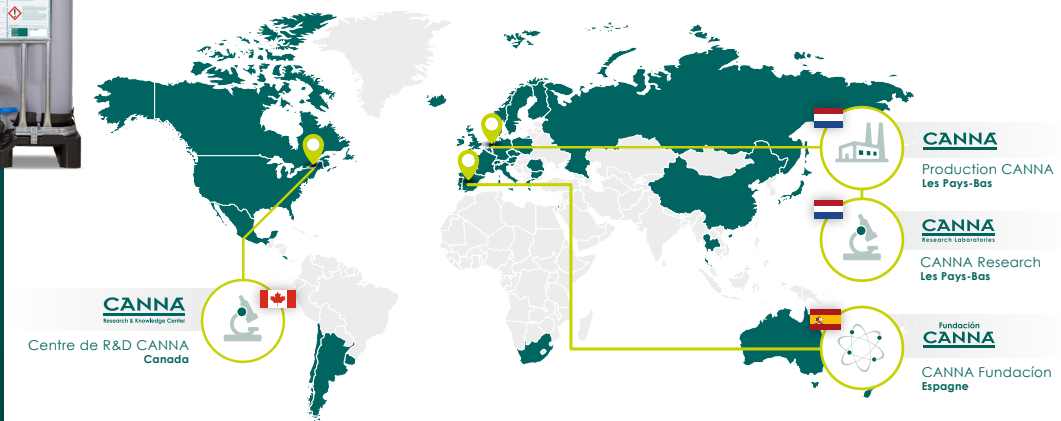 CANNA
Production CANNA
Les Pays-Bas
CANNA
Research Laboratories
CANNA Research
Les Pays-Bas
CANNA
Research & Knowledge Center
Centre de R&D CANNA
Canada
Fundación
CANNA
CANNA Fundacíon
Espagne